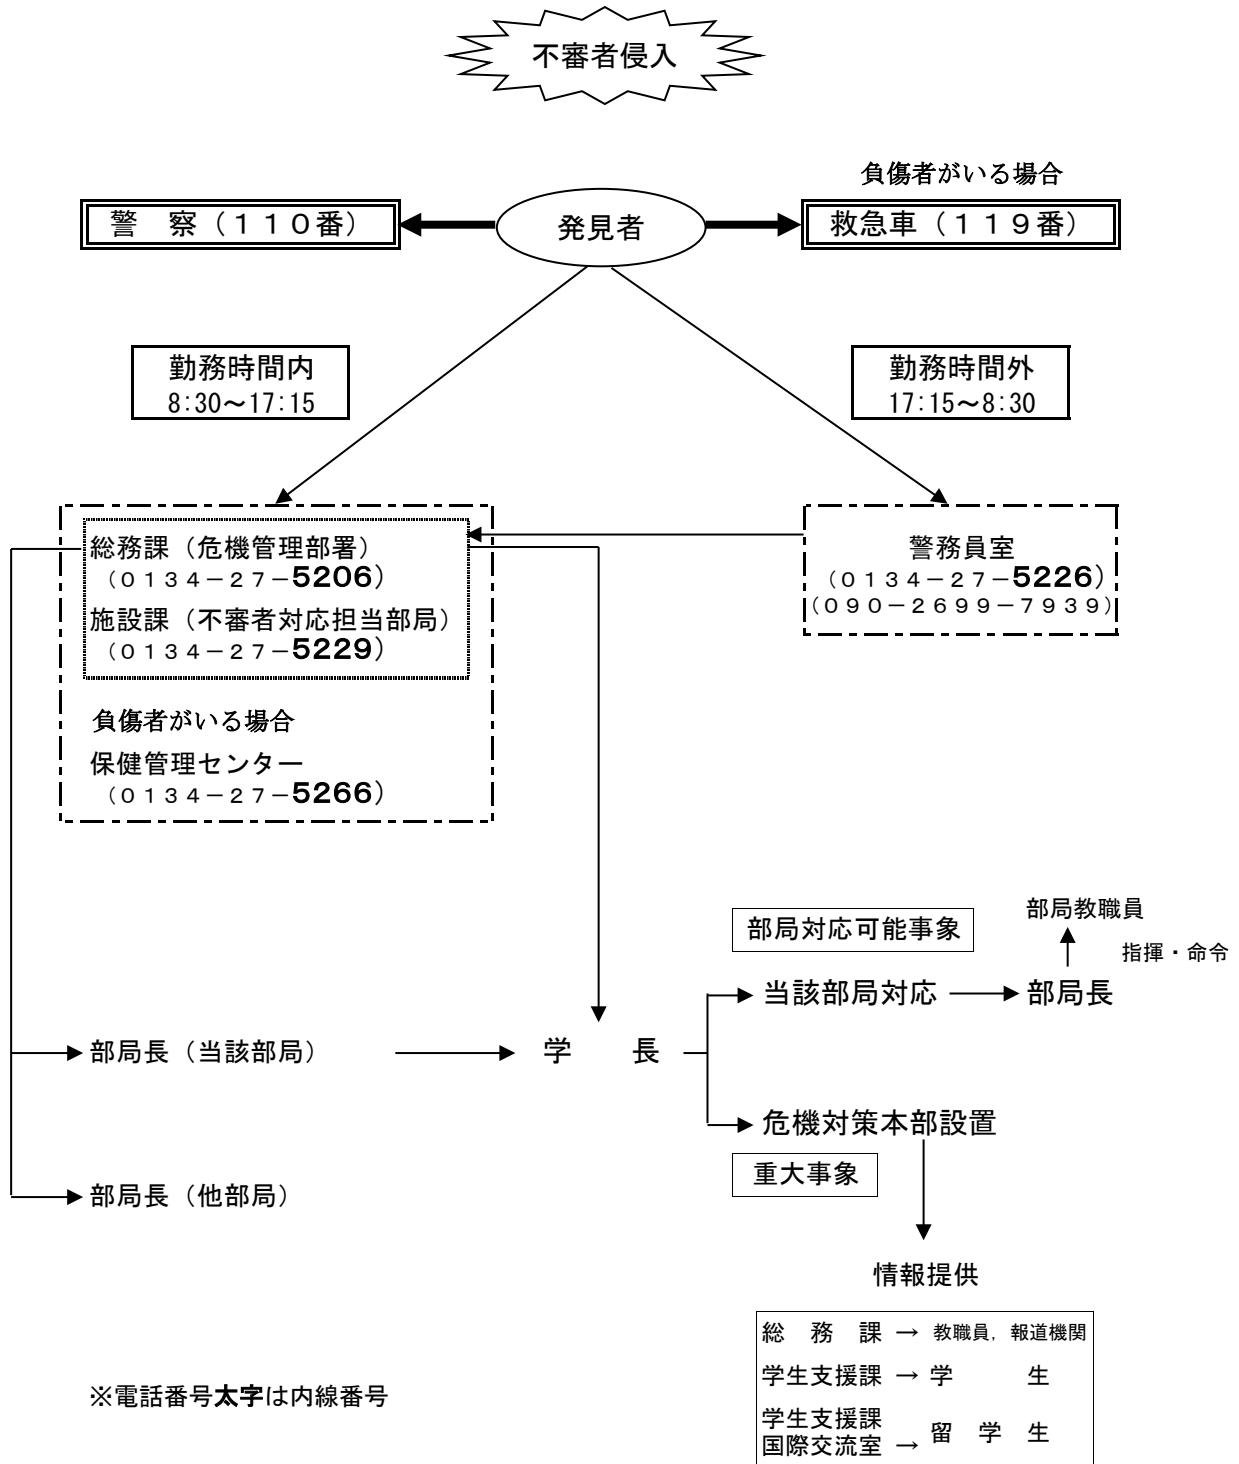 不審者侵入
負傷者がいる場合
警　察（１１０番）
発見者
救急車（１１９番）
勤務時間内
8:30～17:15
勤務時間外
17:15～8:30
総務課（危機管理部署）
（０１３４－２７－5206）
施設課（不審者対応担当部局）
（０１３４－２７－5229）
負傷者がいる場合
保健管理センター
（０１３４－２７－5266）
警務員室
（０１３４－２７－5226）
（０９０－２６９９－７９３９）
部局対応可能事象
部局教職員
指揮・命令
当該部局対応
部局長
部局長（当該部局）
学　　長
危機対策本部設置
重大事象
部局長（他部局）
情報提供
総　務　課 → 教職員，報道機関
学生支援課 → 学　　　生
学生支援課
国際交流室 → 留　学　生
※電話番号太字は内線番号